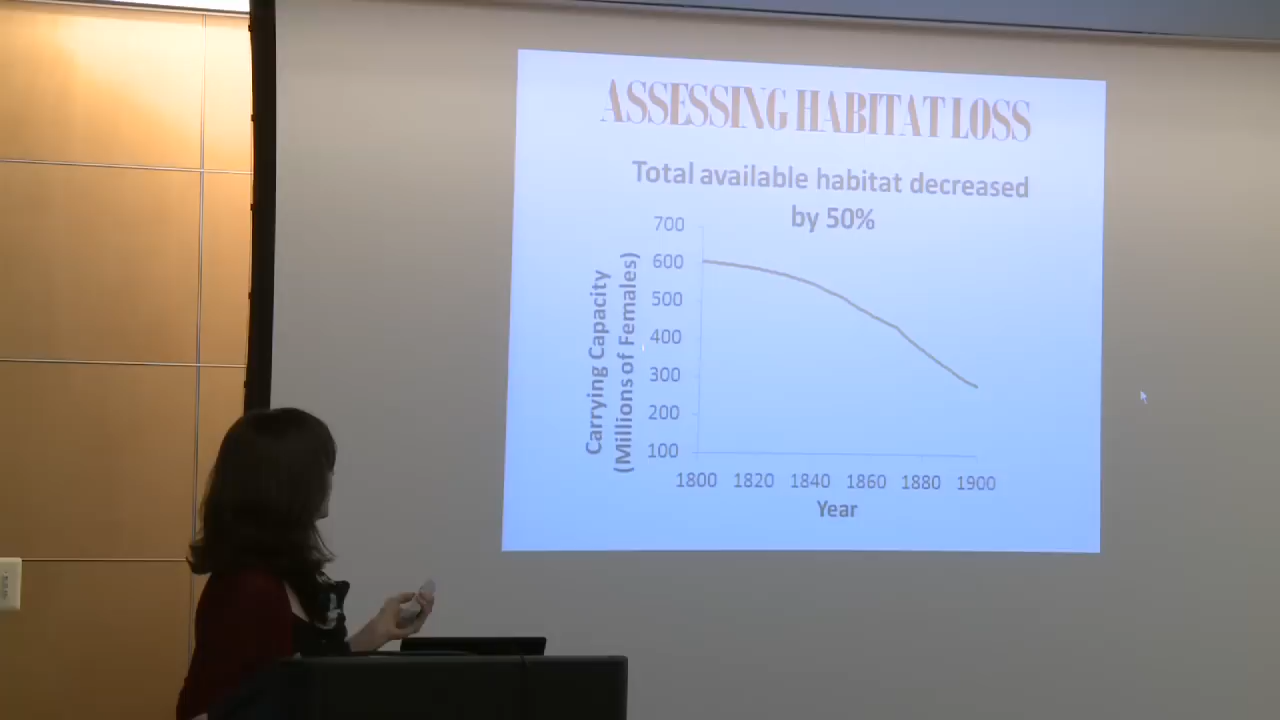 ASSESSING HABITAT LOSS
Total available habitat decreased
by 50%
700
600
500
400
300
200
100
Carrying Capacity
(Millions of Females)
1800 1820 1840 1860 1880 1900
Year